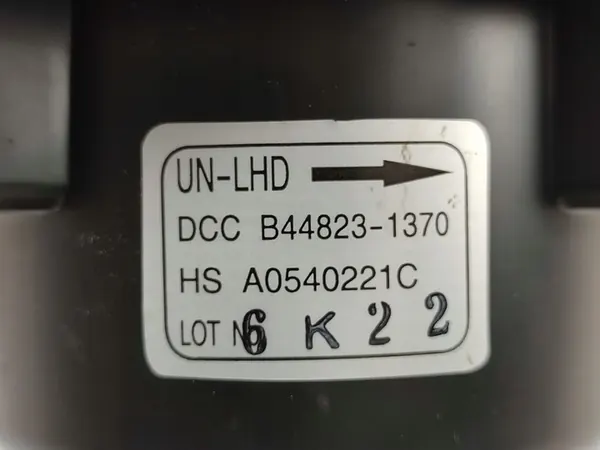 UN-LHD
DCC B44823-1370
HS A0540221C
LOT N 6 K 2 2